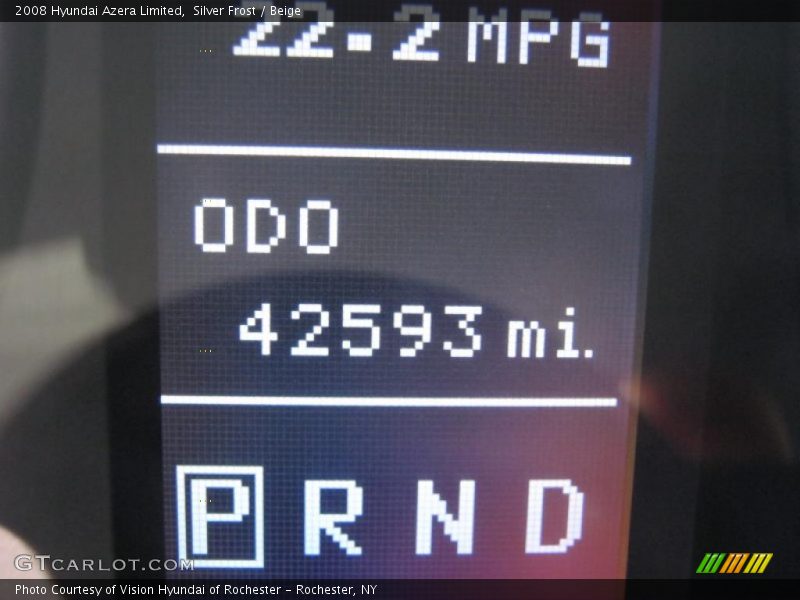 2008 Hyundai Azera Limited,  Silver Frost / Beige
22.2 MPG
ODO
42593 mi.
P R N D
GTCARLOT.COM
Photo Courtesy of Vision Hyundai of Rochester - Rochester, NY